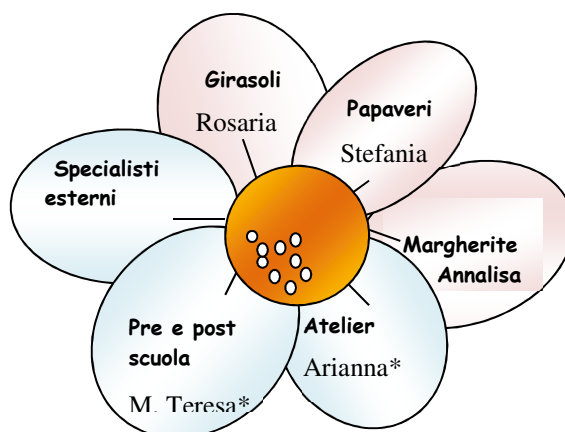 Girasoli
Rosaria
Papaveri
Stefania
Specialisti
esterni
Margherite
Annalisa
Pre e post
scuola
M. Teresa*
Atelier
Arianna*